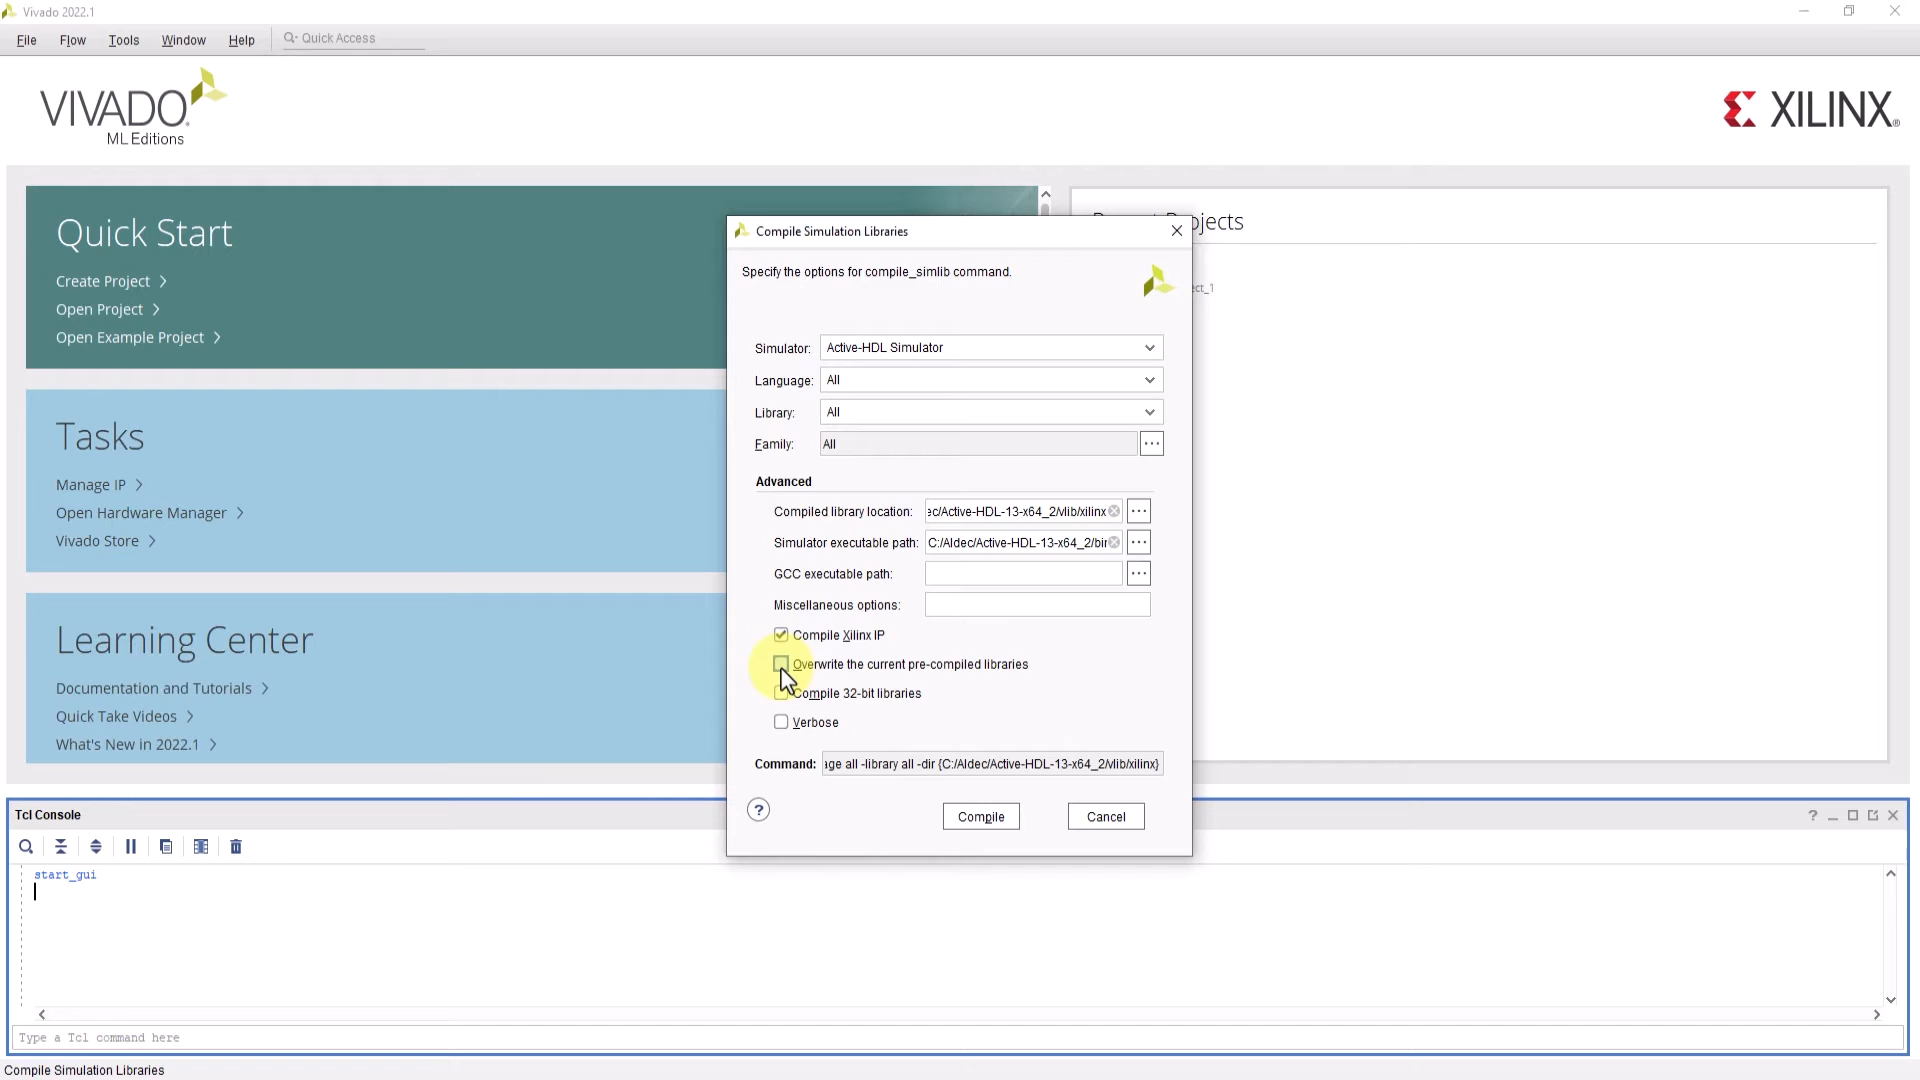 Vivado 2022.1
File Flow Tools Window Help Quick Access
VIVADO
ML Editions
XILINX
Quick Start
Create Project
Open Project
Open Example Project
Tasks
Manage IP
Open Hardware Manager
Vivado Store
Learning Center
Documentation and Tutorials
Quick Take Videos
What's New in 2022.1
ojects
ect_1
Compile Simulation Libraries
Specify the options for compile_simlib command.
Simulator: Active-HDL Simulator
Language: All
Library: All
Family: All
Advanced
Compiled library location: ec/Active-HDL-13-x64_2/vlib/xilinx
Simulator executable path: C:/Aldec/Active-HDL-13-x64_2/bin
GCC executable path:
Miscellaneous options:
Compile Xilinx IP
Overwrite the current pre-compiled libraries
Compile 32-bit libraries
Verbose
Command: age all -library all -dir {C:/Aldec/Active-HDL-13-x64_2/vlib/xilinx}
? Compile Cancel
Tcl Console
start_gui
Type a Tcl command here
Compile Simulation Libraries